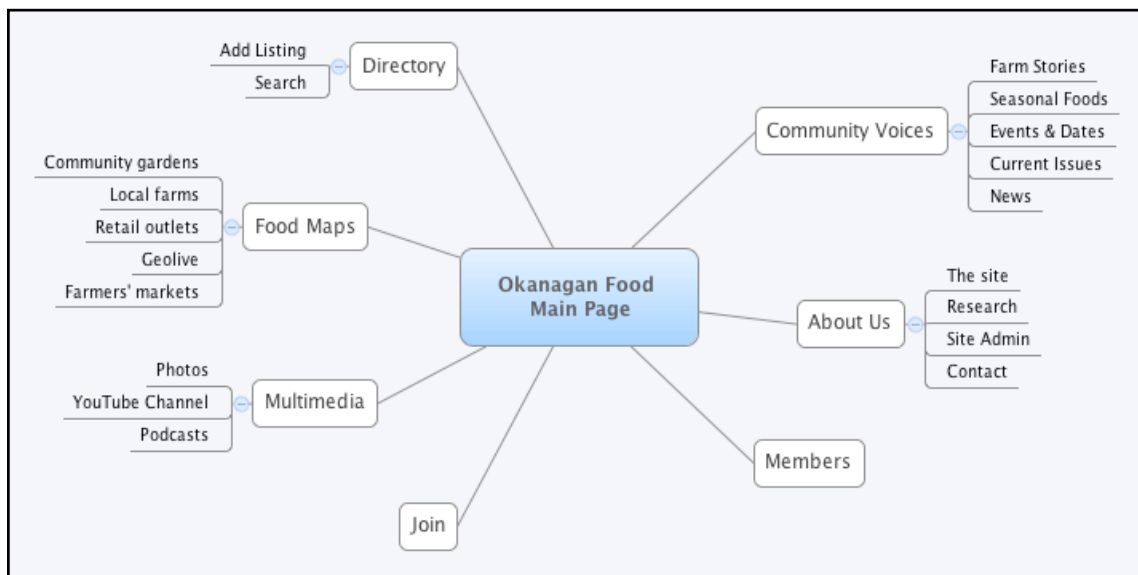 Add Listing
Search
Directory
Community gardens
Local farms
Retail outlets
Geolive
Farmers' markets
Food Maps
Photos
YouTube Channel
Podcasts
Multimedia
Join
Okanagan Food
Main Page
Community Voices
Farm Stories
Seasonal Foods
Events & Dates
Current Issues
News
About Us
The site
Research
Site Admin
Contact
Members